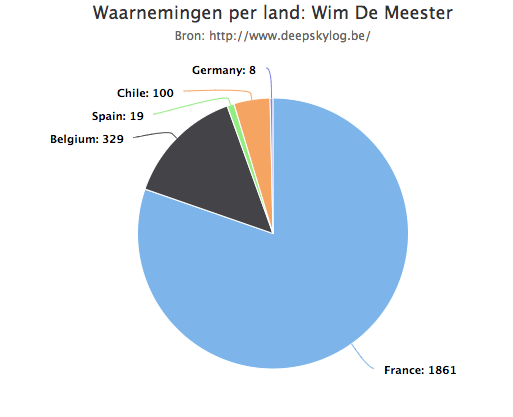 Waarnemingen per land: Wim De Meester
Bron: http://www.deepskylog.be/
Germany: 8
Chile: 100
Spain: 19
Belgium: 329
France: 1861